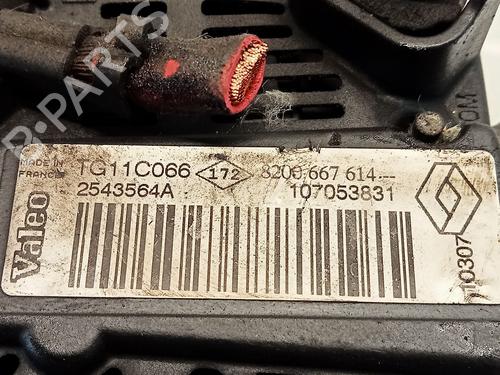 B-PARTS
MADE IN FRANCE
TG11C066 172 8200 667 614--
2543564A 107053831
Valeo
10307